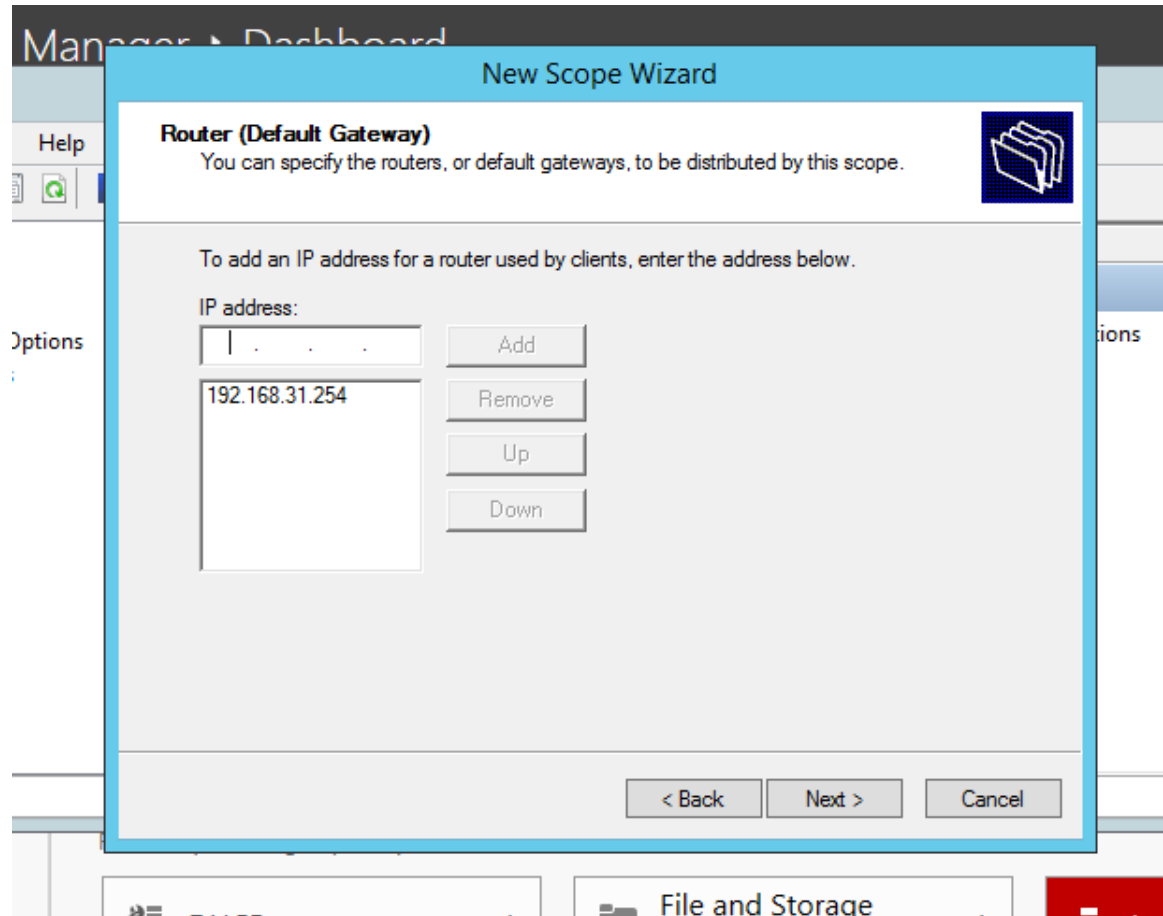 Manager ▸ Dashboard
New Scope Wizard
Help
Router (Default Gateway)
You can specify the routers, or default gateways, to be distributed by this scope.
To add an IP address for a router used by clients, enter the address below.
IP address:
. . .
Add
192.168.31.254
Remove
Up
Down
Options
tions
< Back
Next >
Cancel
File and Storage